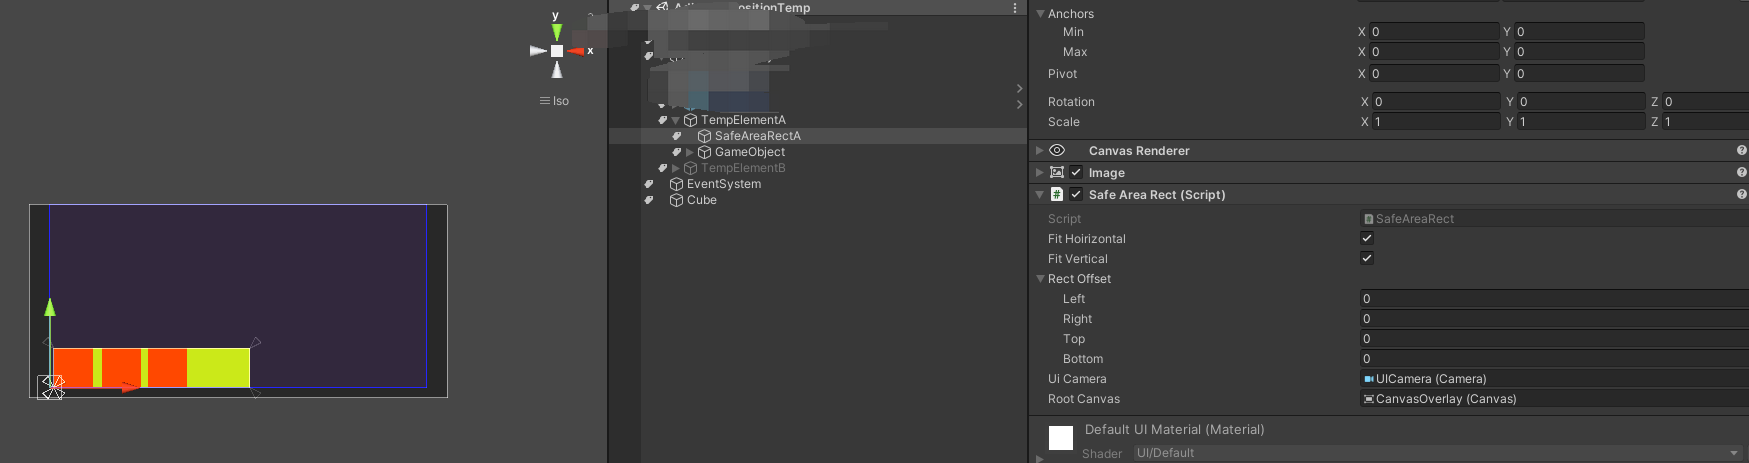 y
x
Iso
sitionTemp
TempElementA
SafeAreaRectA
GameObject
TempElementB
EventSystem
Cube
Anchors
Min X 0 Y 0
Max X 0 Y 0
Pivot X 0 Y 0
Rotation X 0 Y 0 Z 0
Scale X 1 Y 1 Z 1
Canvas Renderer
Image
# Safe Area Rect (Script)
Script SafeAreaRect
Fit Hoirizontal
Fit Vertical
Rect Offset
Left 0
Right 0
Top 0
Bottom 0
Ui Camera UICamera (Camera)
Root Canvas CanvasOverlay (Canvas)
Default UI Material (Material)
Shader UI/Default